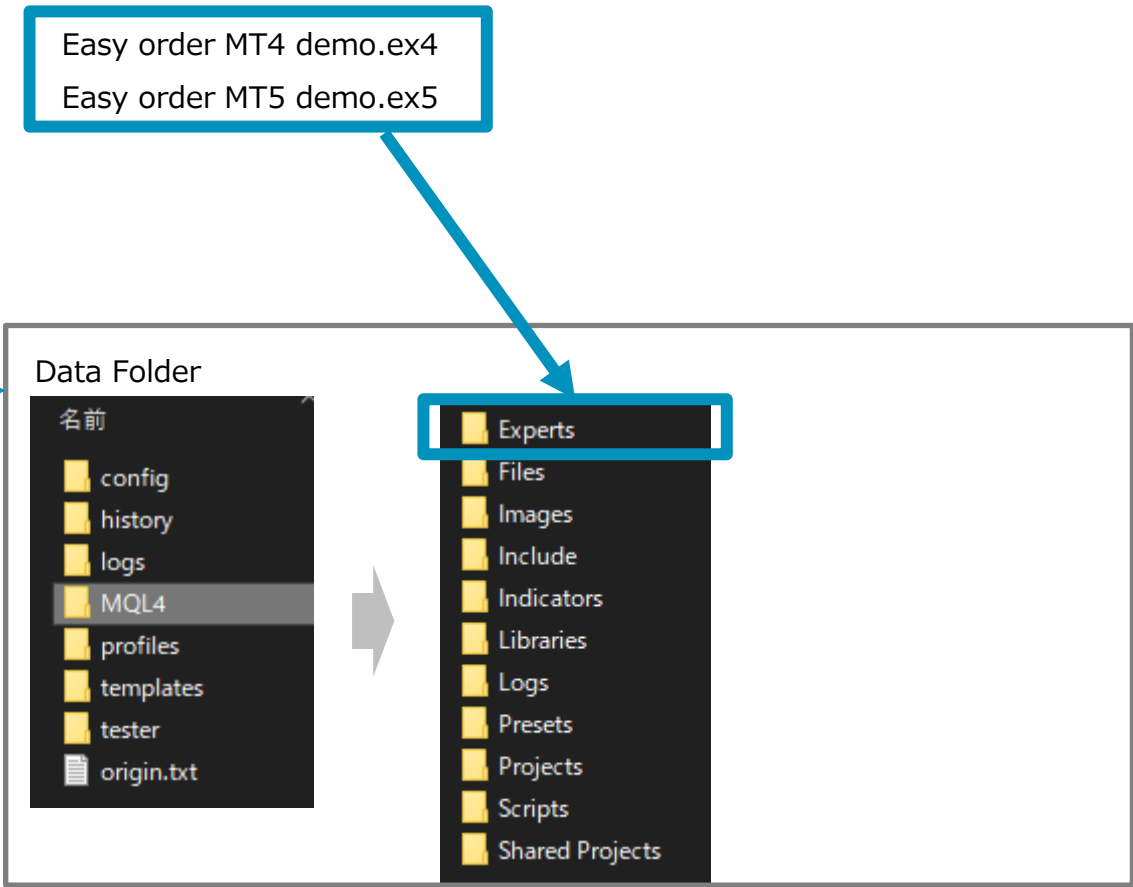 Easy order MT4 demo.ex4
Easy order MT5 demo.ex5
Data Folder
名前
config
history
logs
MQL4
profiles
templates
tester
origin.txt
Experts
Files
Images
Include
Indicators
Libraries
Logs
Presets
Projects
Scripts
Shared Projects